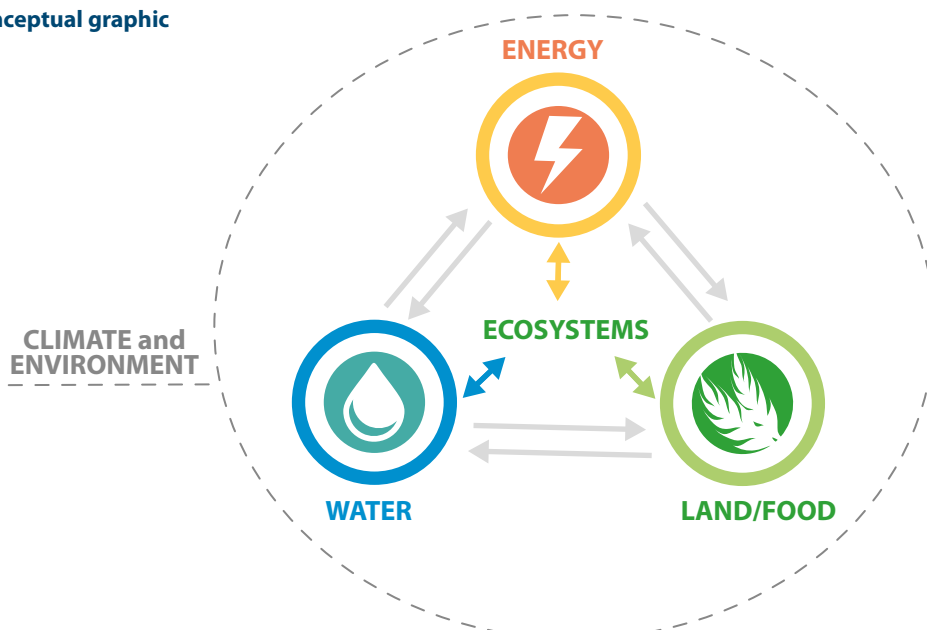 nceptual graphic
ENERGY
ECOSYSTEMS
CLIMATE and
ENVIRONMENT
WATER
LAND/FOOD